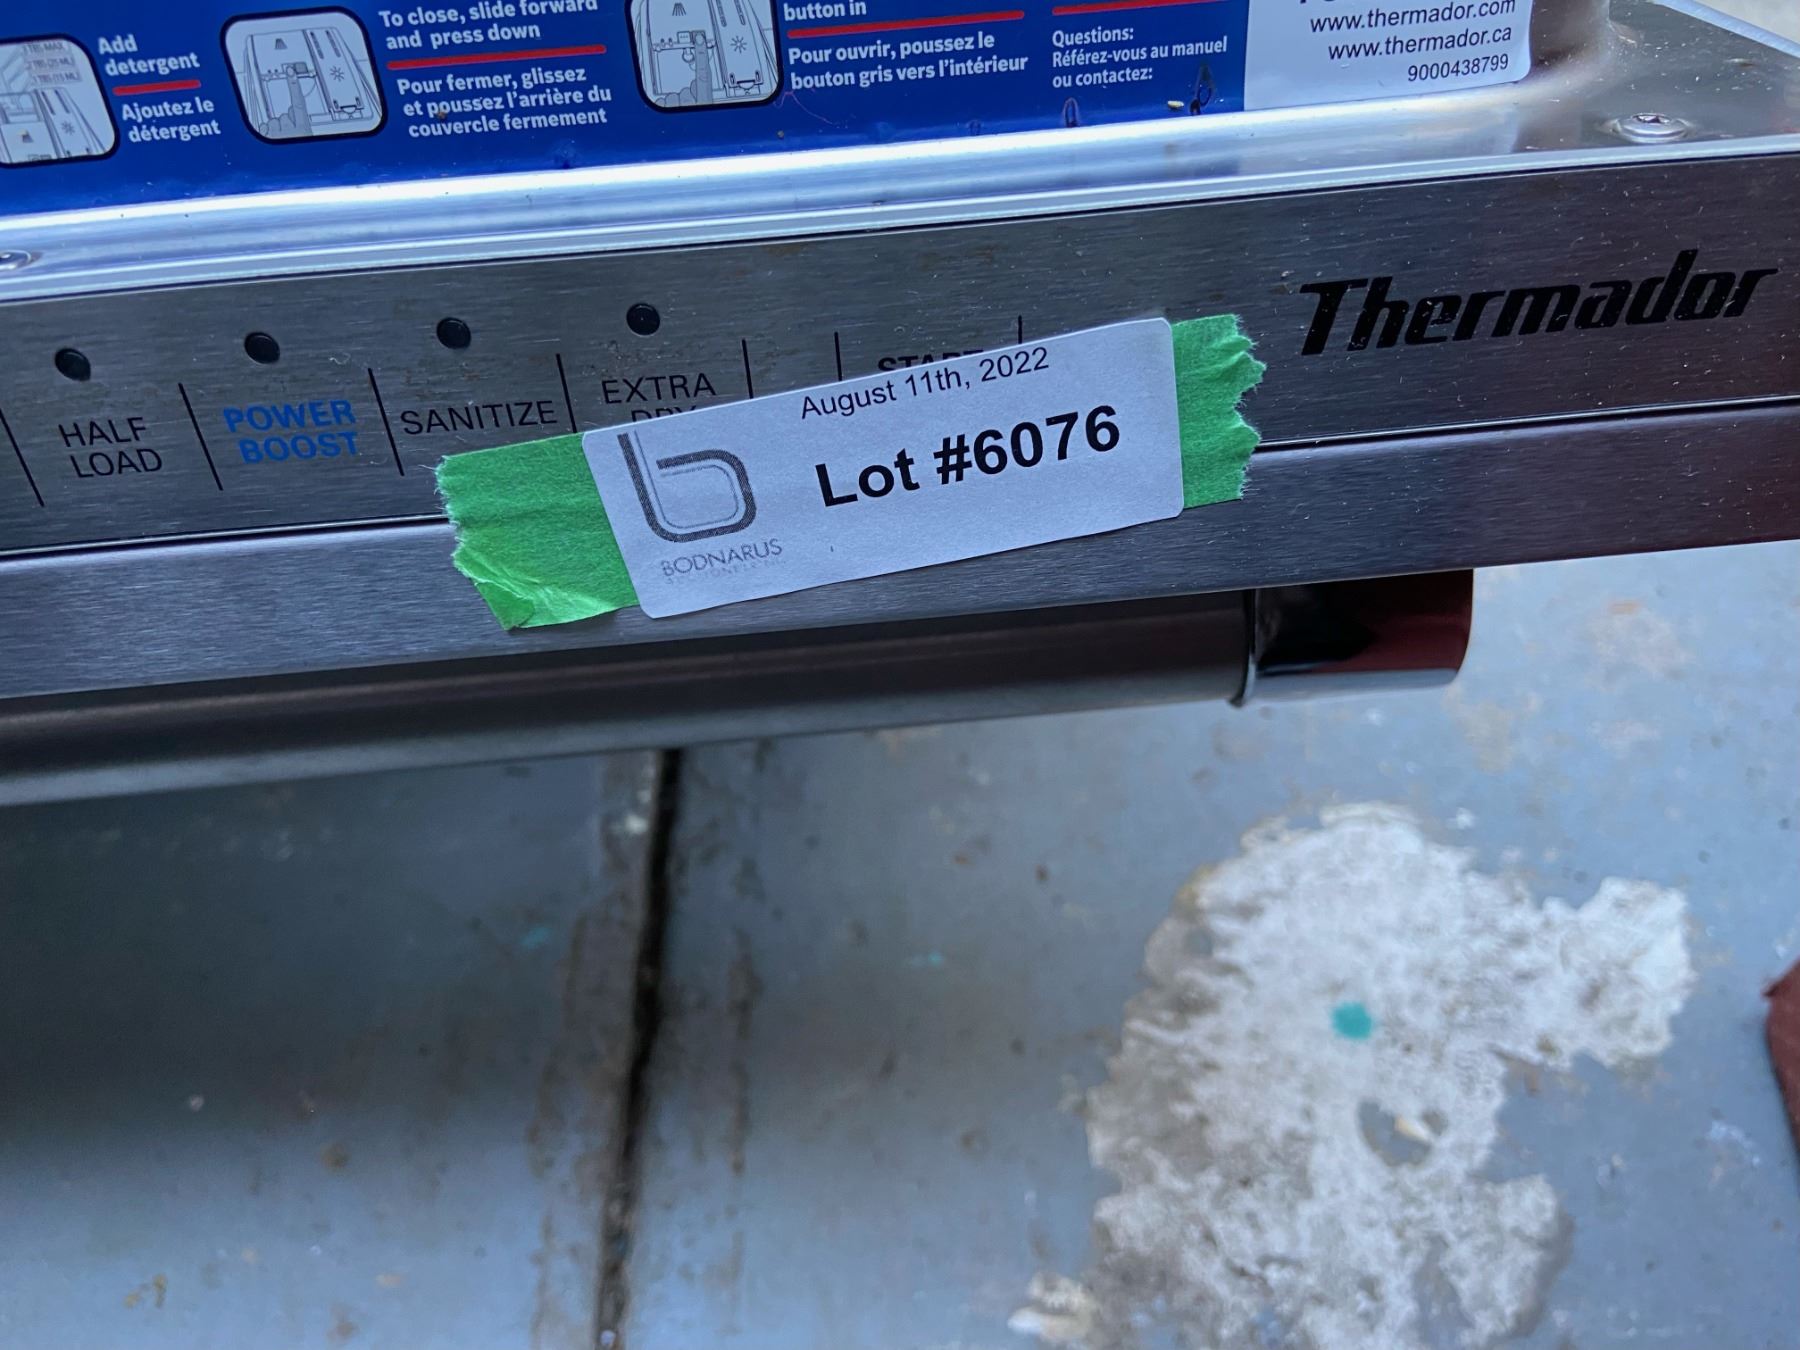 Add
detergent
Ajoutez le
détergent
To close, slide forward
and press down
Pour fermer, glissez
et poussez l'arrière du
couvercle fermement
button in
Pour ouvrir, poussez le
bouton gris vers l'intérieur
Questions:
Référez-vous au manuel
ou contactez:
www.thermador.com
www.thermador.ca
9000438799
Thermador
HALF
LOAD
POWER
BOOST
SANITIZE
EXTRA
DRY
START
August 11th, 2022
Lot #6076
BODNARUS